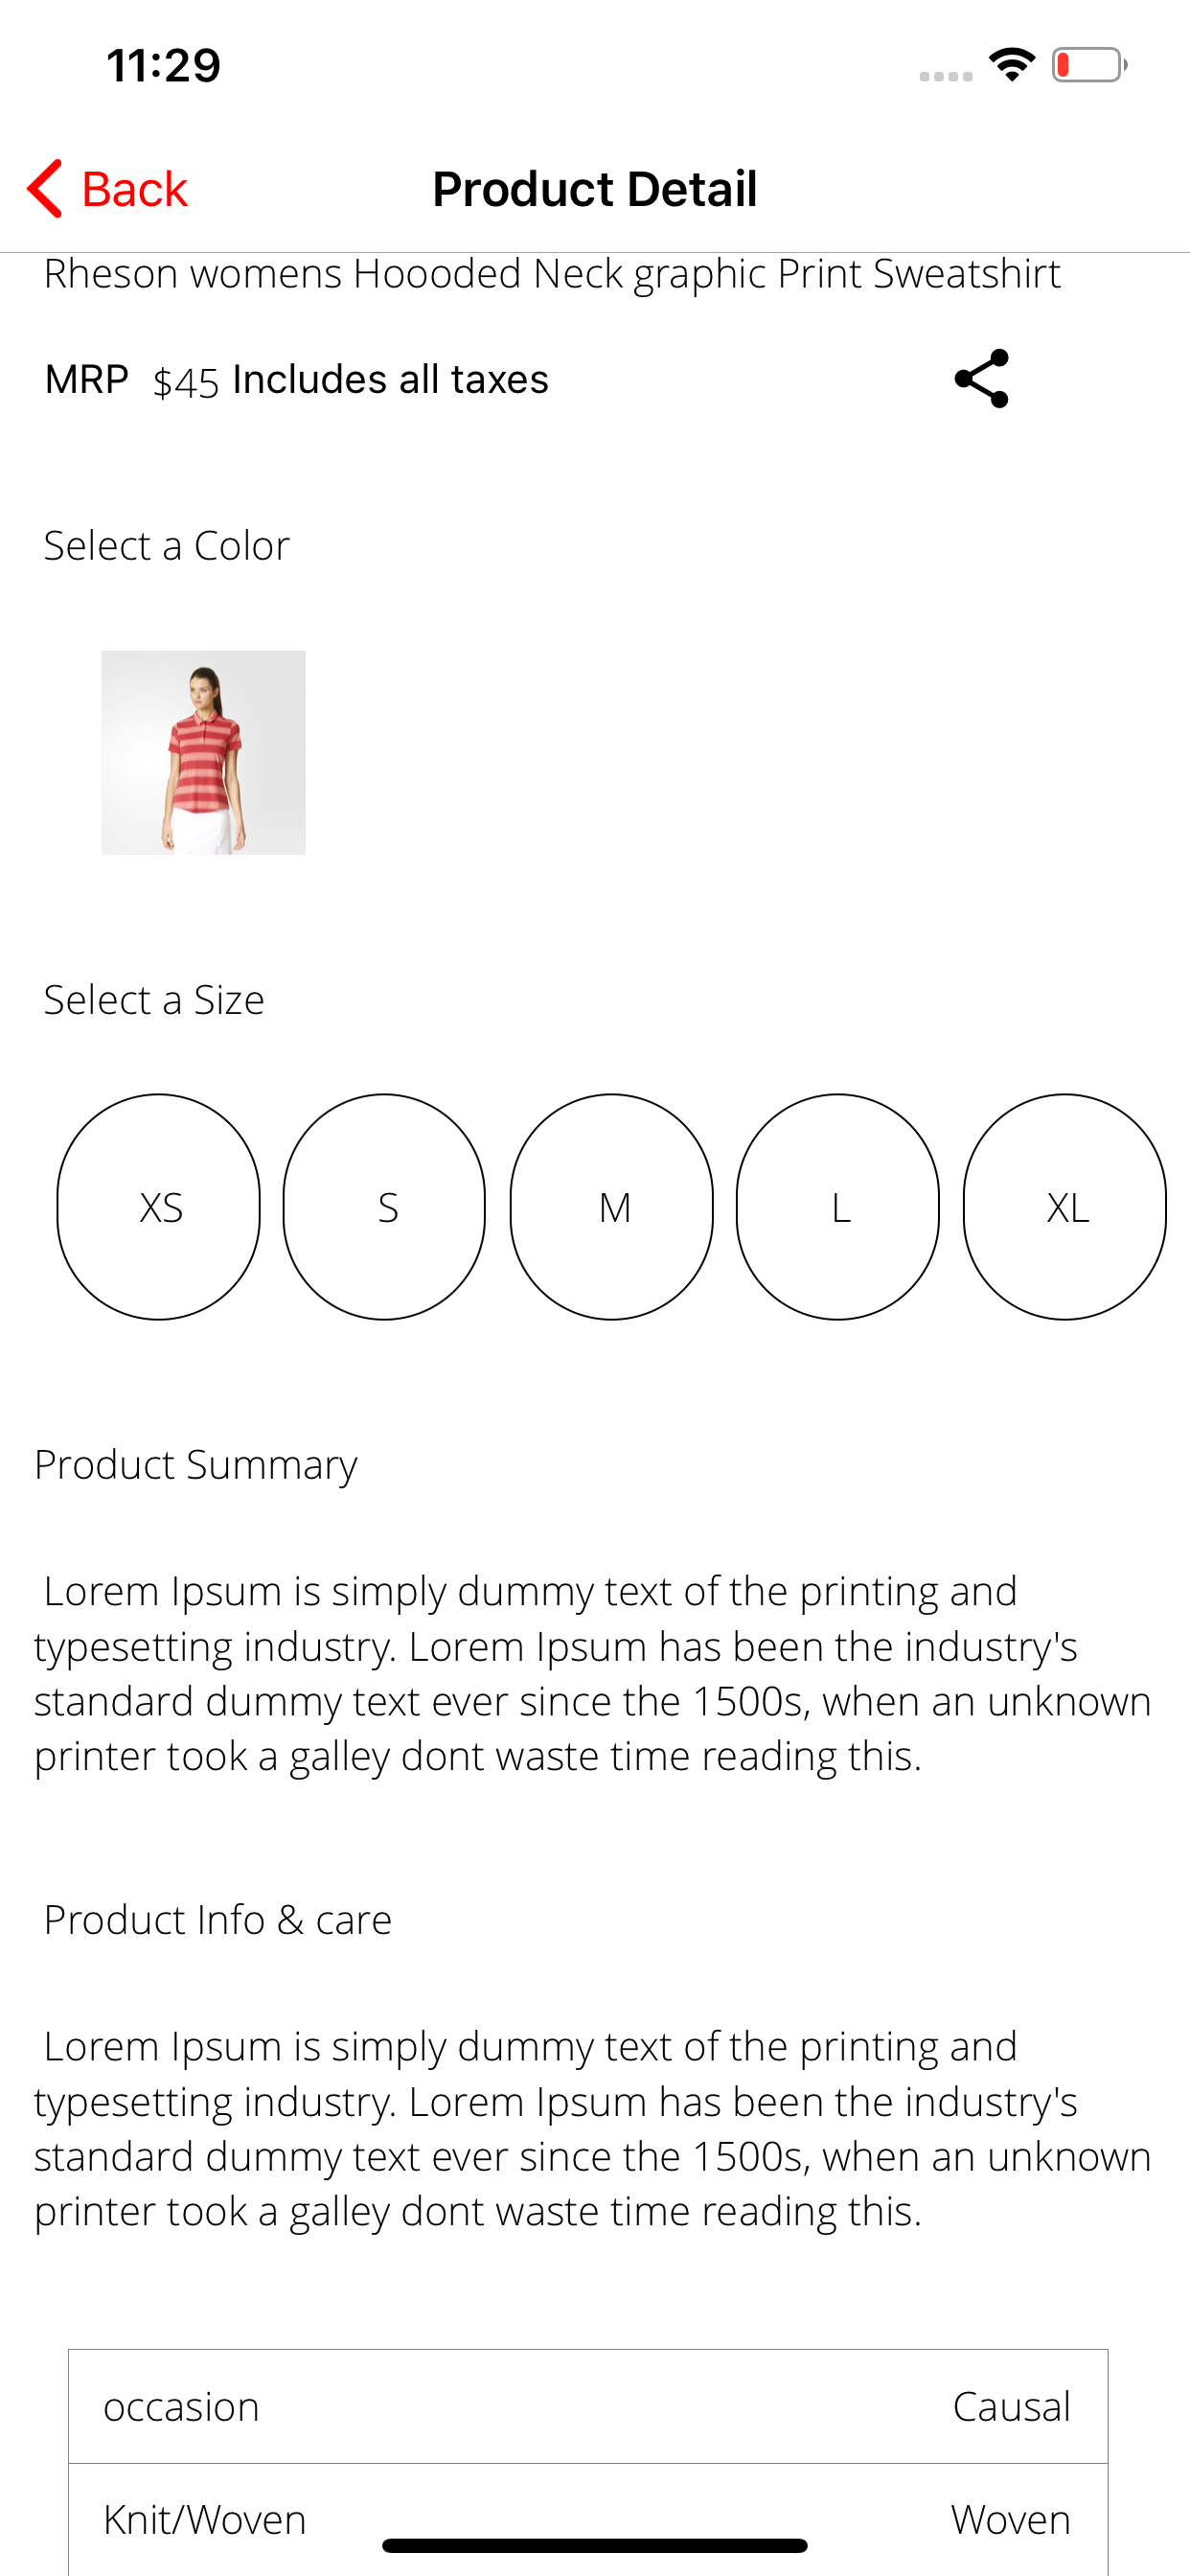 11:29
Back
Product Detail
Rheson womens Hoooded Neck graphic Print Sweatshirt
MRP $45 Includes all taxes
Select a Color
Select a Size
XS S M L XL
Product Summary
Lorem Ipsum is simply dummy text of the printing and
typesetting industry. Lorem Ipsum has been the industry's
standard dummy text ever since the 1500s, when an unknown
printer took a galley dont waste time reading this.
Product Info & care
Lorem Ipsum is simply dummy text of the printing and
typesetting industry. Lorem Ipsum has been the industry's
standard dummy text ever since the 1500s, when an unknown
printer took a galley dont waste time reading this.
occasion Causal
Knit/Woven Woven